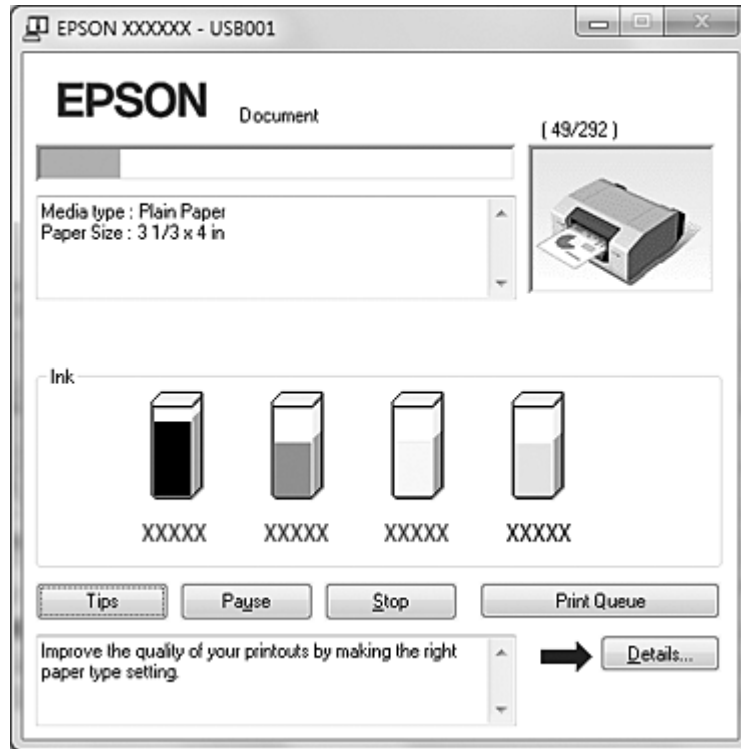 EPSON XXXXXX - USB001
EPSON Document
( 49/292 )
Media type : Plain Paper
Paper Size : 3 1/3 x 4 in
Ink
XXXXX XXXXX XXXXX XXXXX
Tips Pause Stop Print Queue
Improve the quality of your printouts by making the right
paper type setting.
Details...